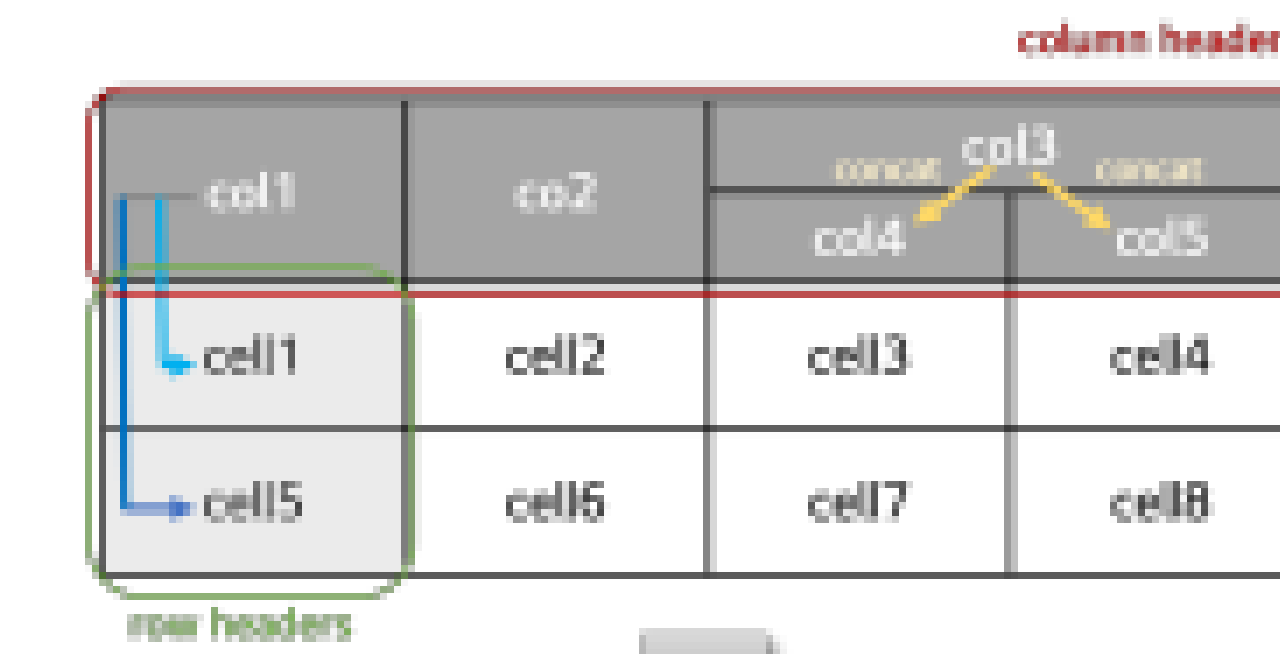 column header
concat col3 concat
col1 co2
col4 col5
cell1 cell2 cell3 cell4
cell5 cell6 cell7 cell8
row headers